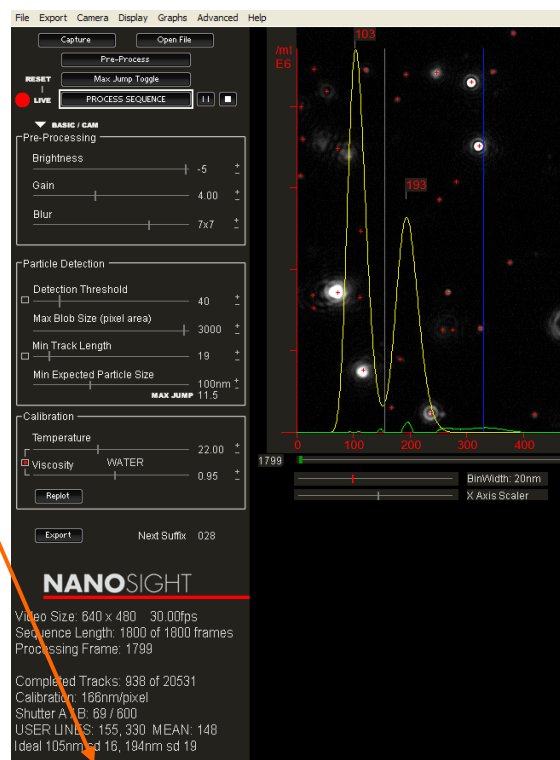 File Export Camera Display Graphs Advanced Help
Capture Open File
Pre-Process
RESET Max Jump Toggle
LIVE PROCESS SEQUENCE
BASIC / CAM
Pre-Processing
Brightness
-5
Gain
4.00
Blur
7x7
Particle Detection
Detection Threshold
40
Max Blob Size (pixel area)
3000
Min Track Length
19
Min Expected Particle Size
100nm
MAX JUMP 11.5
Calibration
Temperature
22.00
Viscosity WATER
0.95
Replot
Export Next Suffix 028
NANOSIGHT
Video Size: 640 x 480 30.00fps
Sequence Length: 1800 of 1800 frames
Processing Frame: 1799
Completed Tracks: 938 of 20531
Calibration: 166nm/pixel
Shutter A / B: 69 / 600
USER LINES: 155, 330 MEAN: 148
Ideal 105nm sd 16, 194nm sd 19
/ml
E6
103
193
0 100 200 300 400
1799
BinWidth: 20nm
X Axis Scaler